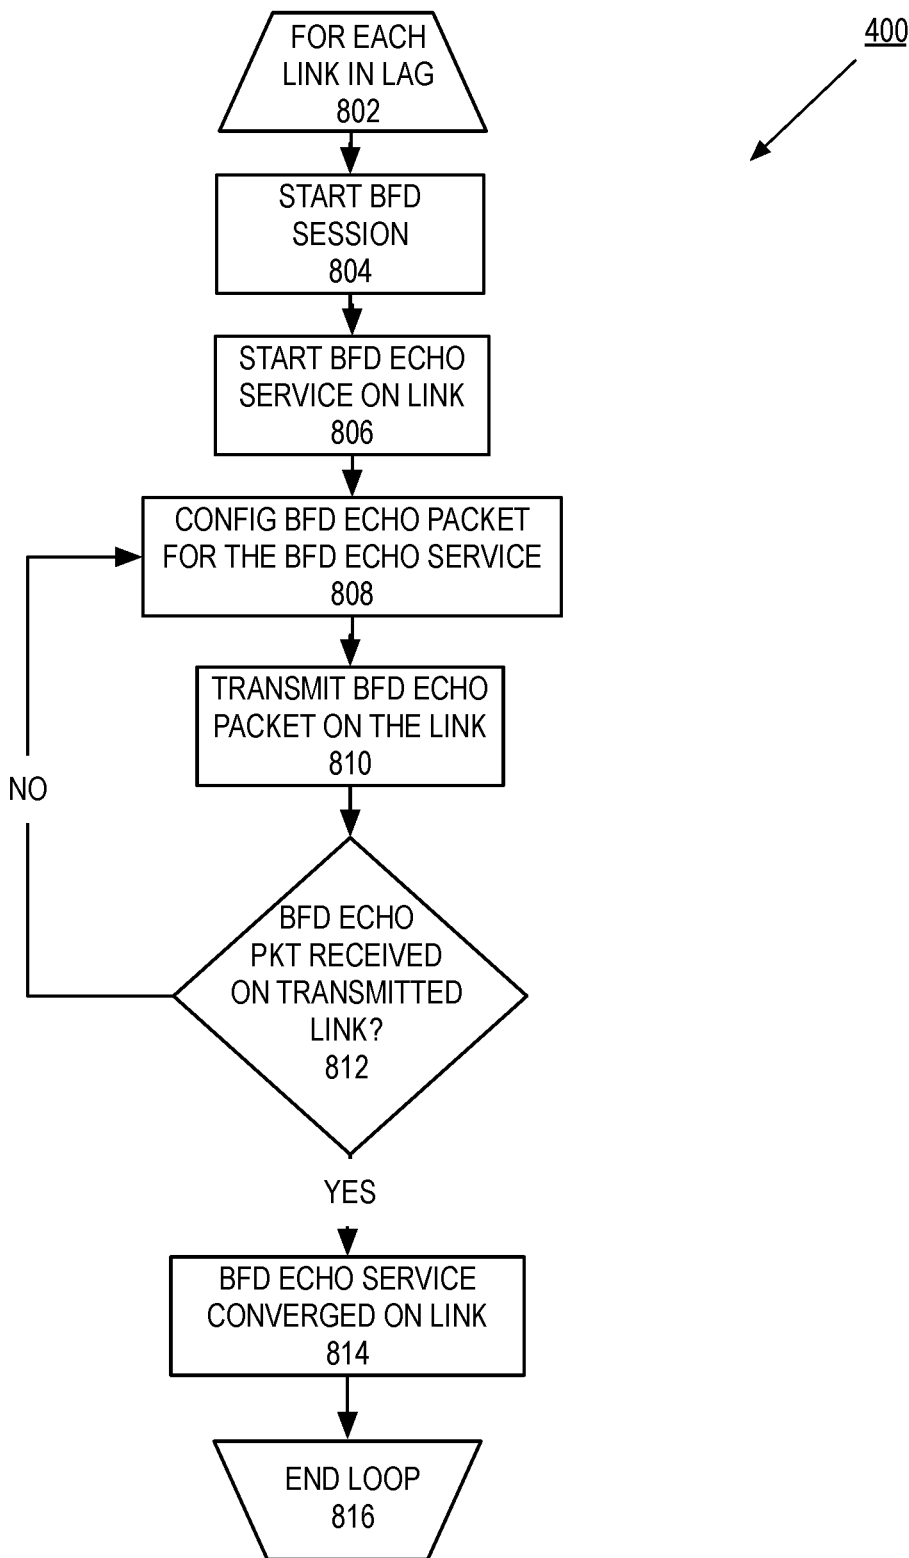 FOR EACH
LINK IN LAG
802
400
START BFD
SESSION
804
START BFD ECHO
SERVICE ON LINK
806
CONFIG BFD ECHO PACKET
FOR THE BFD ECHO SERVICE
808
TRANSMIT BFD ECHO
PACKET ON THE LINK
810
NO
BFD ECHO
PKT RECEIVED
ON TRANSMITTED
LINK?
812
YES
BFD ECHO SERVICE
CONVERGED ON LINK
814
END LOOP
816